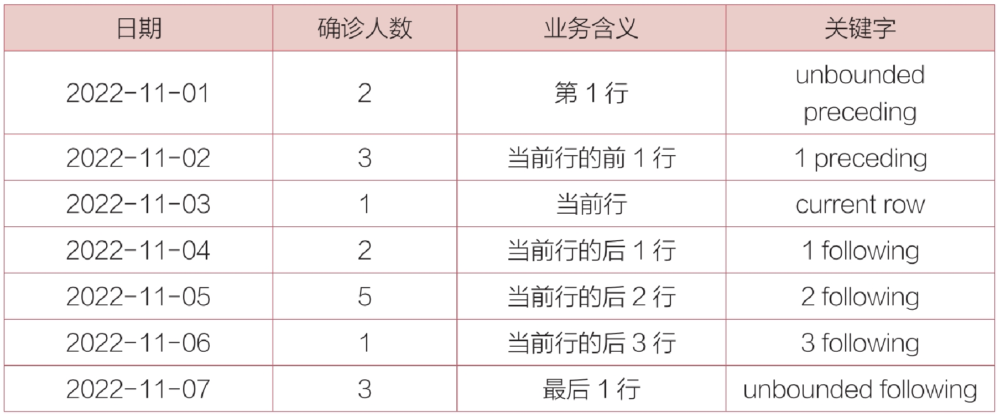 日期 确诊人数 业务含义 关键字
2022-11-01 2 第 1 行 unbounded
preceding
2022-11-02 3 当前行的前 1 行 1 preceding
2022-11-03 1 当前行 current row
2022-11-04 2 当前行的后 1 行 1 following
2022-11-05 5 当前行的后 2 行 2 following
2022-11-06 1 当前行的后 3 行 3 following
2022-11-07 3 最后 1 行 unbounded following